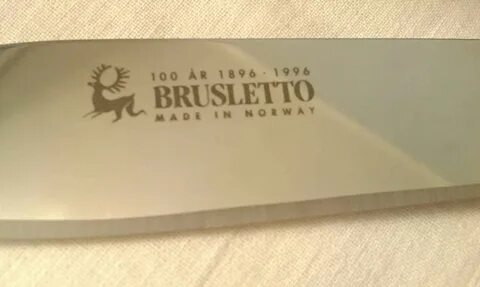 100 ÅR 1896 · 1996
BRUSLETTO
MADE IN NORWAY